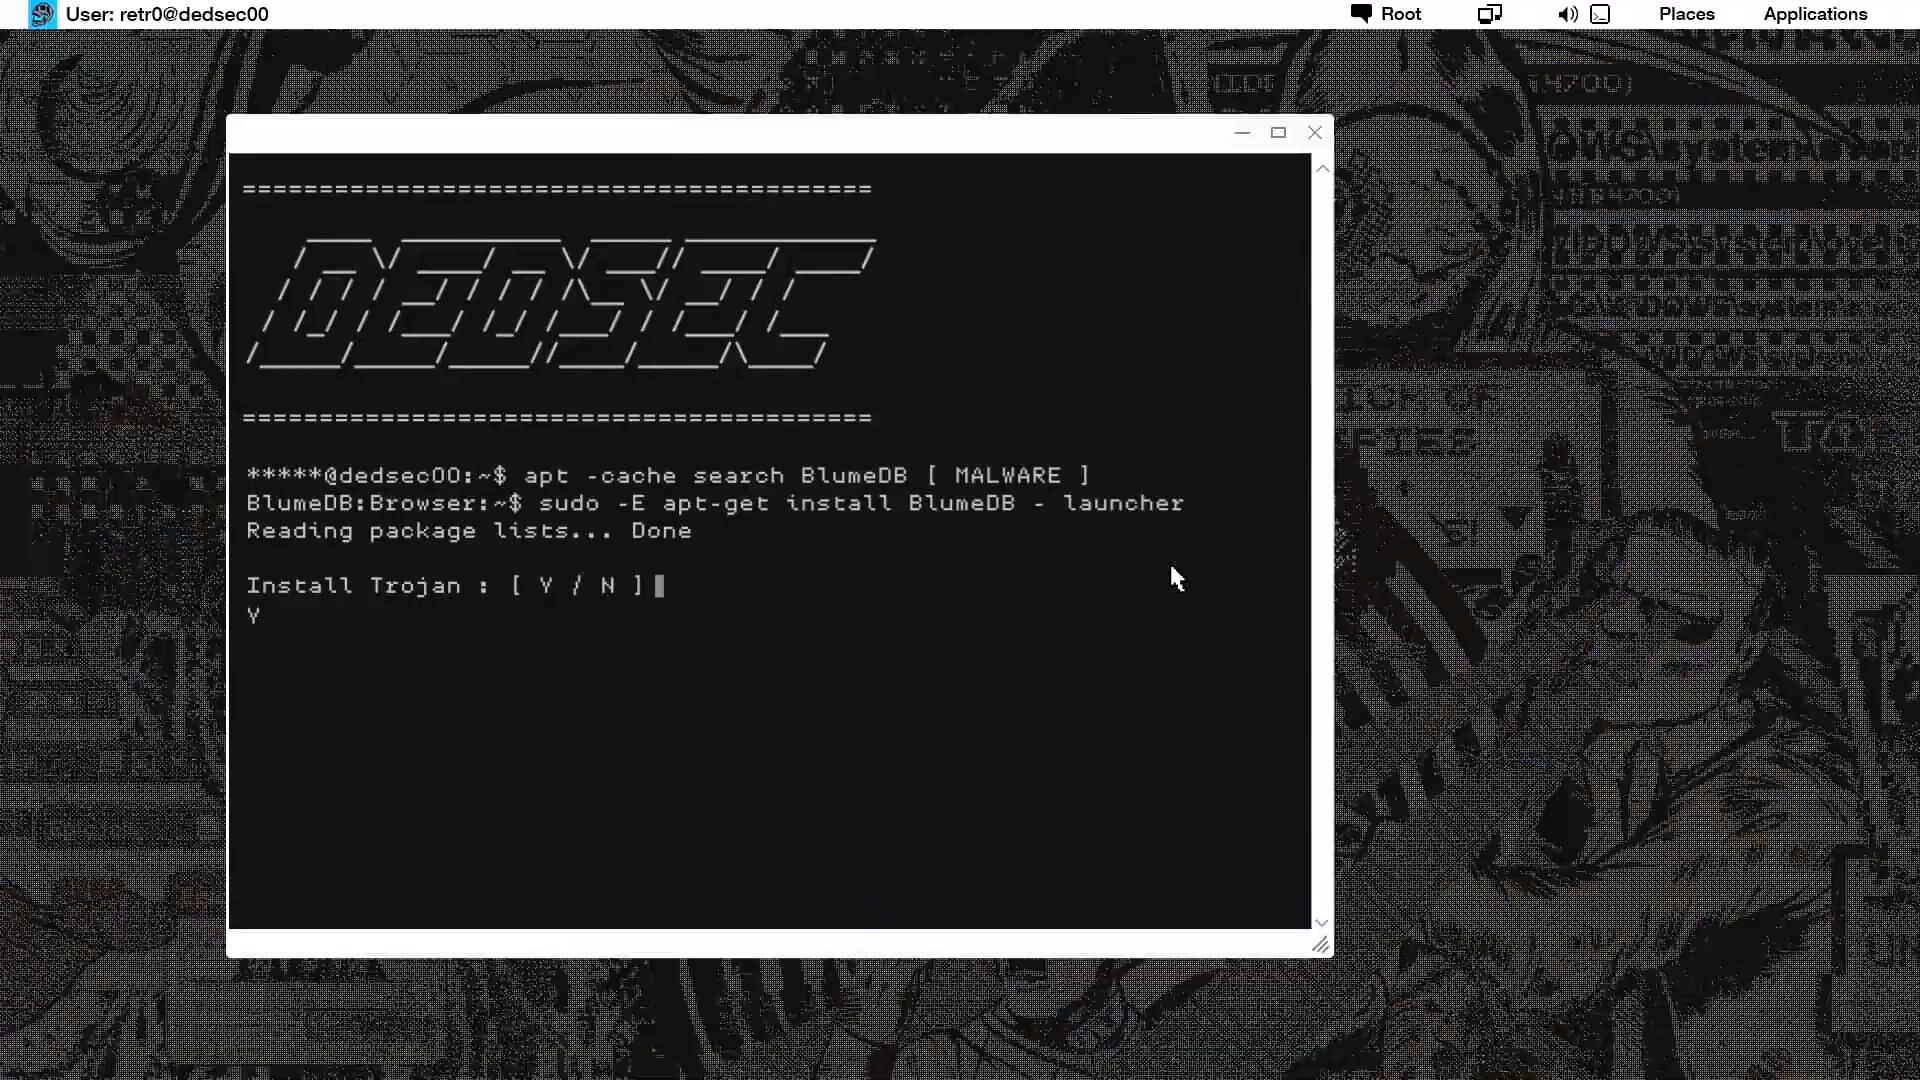 User: retr0@dedsec00
Root
Places
Applications
========================================
DEDSEC
========================================
*****@dedsec00:~$ apt -cache search BlumeDB [ MALWARE ]
BlumeDB:Browser:~$ sudo -E apt-get install BlumeDB - launcher
Reading package lists... Done
Install Trojan : [ Y / N ]
Y